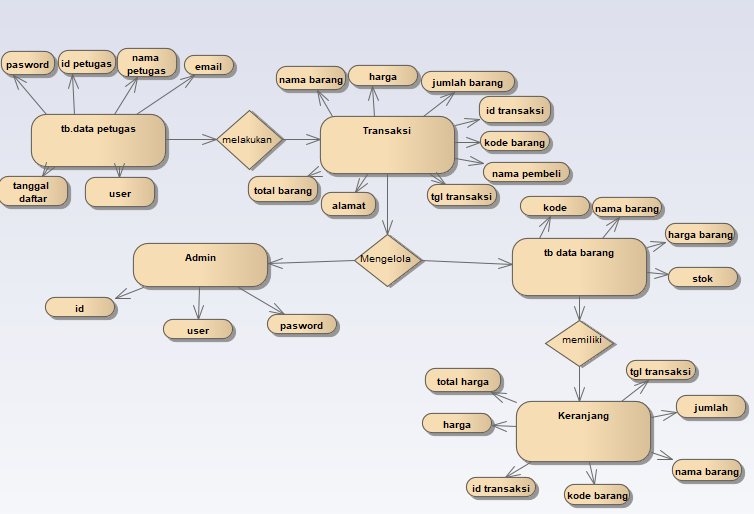 pasword
id petugas
nama
petugas
email
nama barang
harga
jumlah barang
id transaksi
tb.data petugas
melakukan
Transaksi
kode barang
nama pembeli
tanggal
daftar
user
total barang
alamat
tgl transaksi
kode
nama barang
harga barang
Admin
Mengelola
tb data barang
stok
id
user
pasword
memiliki
total harga
tgl transaksi
jumlah
harga
Keranjang
nama barang
id transaksi
kode barang